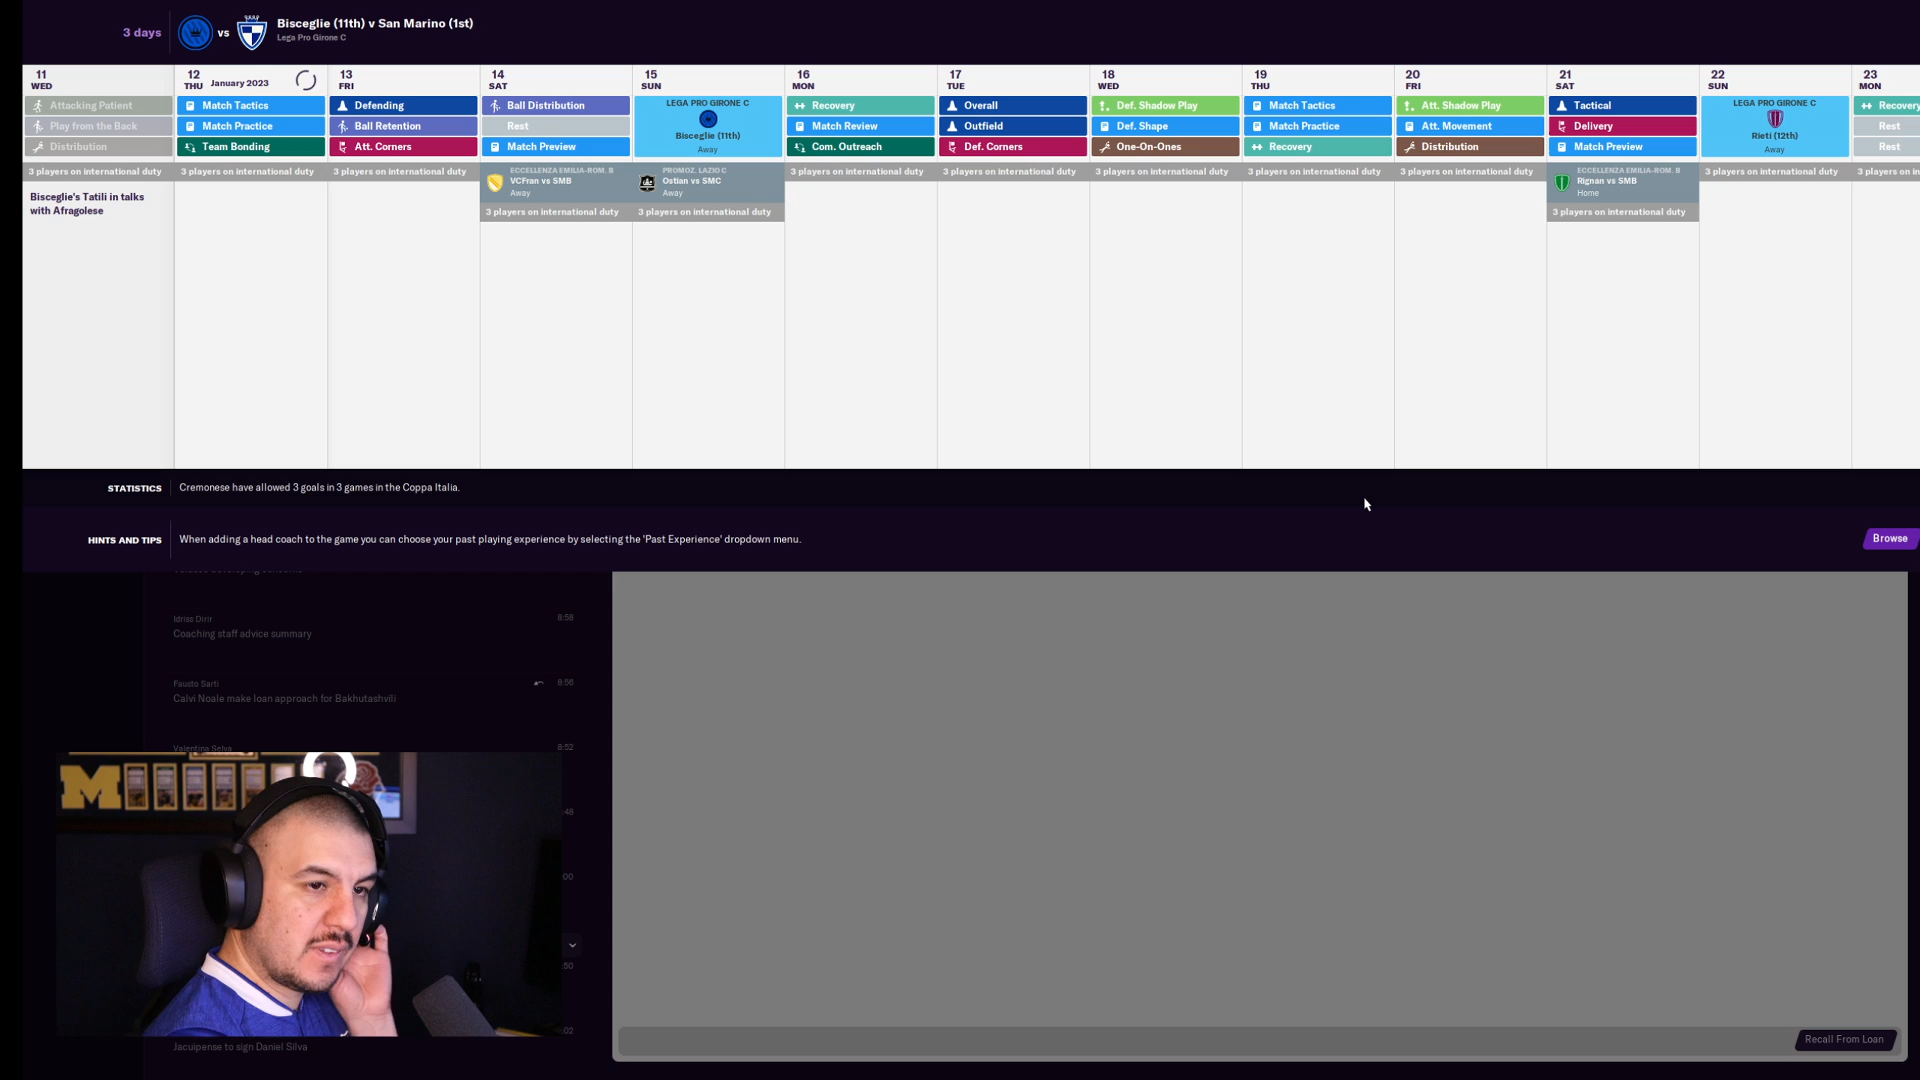 3 days
vs
Bisceglie (11th) v San Marino (1st)
Lega Pro Girone C
11
WED
Attacking Patient
Play from the Back
Distribution
3 players on international duty
Bisceglie's Tatili in talks
with Afragolese
12
THU January 2023
Match Tactics
Match Practice
Team Bonding
3 players on international duty
13
FRI
Defending
Ball Retention
Att. Corners
3 players on international duty
14
SAT
Ball Distribution
Rest
Match Preview
ECCELLENZA EMILIA-ROM. B
VCFran vs SMB
Away
3 players on international duty
15
SUN
LEGA PRO GIRONE C
Bisceglie (11th)
Away
PROMOZ. LAZIO C
Ostian vs SMC
Away
3 players on international duty
16
MON
Recovery
Match Review
Com. Outreach
3 players on international duty
17
TUE
Overall
Outfield
Def. Corners
3 players on international duty
18
WED
Def. Shadow Play
Def. Shape
One-On-Ones
3 players on international duty
19
THU
Match Tactics
Match Practice
Recovery
3 players on international duty
20
FRI
Att. Shadow Play
Att. Movement
Distribution
3 players on international duty
21
SAT
Tactical
Delivery
Match Preview
ECCELLENZA EMILIA-ROM. B
Rignan vs SMB
Home
3 players on international duty
22
SUN
LEGA PRO GIRONE C
Rieti (12th)
Away
3 players on international duty
23
MON
Recovery
Rest
Rest
3 players on in
STATISTICS
Cremonese have allowed 3 goals in 3 games in the Coppa Italia.
HINTS AND TIPS
When adding a head coach to the game you can choose your past playing experience by selecting the 'Past Experience' dropdown menu.
Browse
Idriss Dirir
8:58
Coaching staff advice summary
Fausto Sarti
8:56
Calvi Noale make loan approach for Bakhutashvili
Valentina Selva
8:52
M
:48
:00
:50
:02
Jacuipense to sign Daniel Silva
Recall From Loan